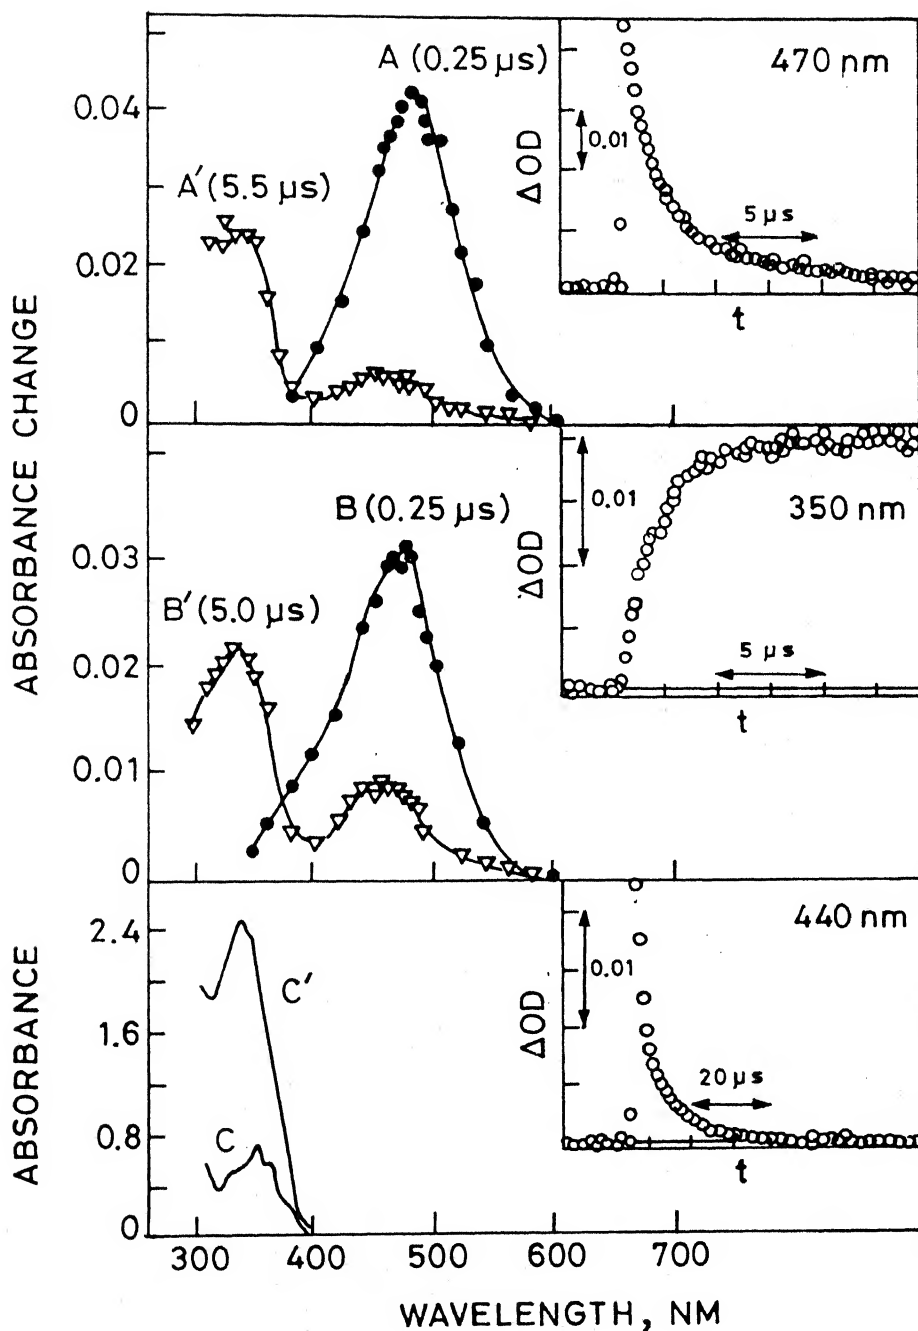 A (0.25 µs)
470 nm
0.04
0.01
ΔOD
A′ (5.5 µs)
5 µs
0.02
t
0
ABSORBANCE CHANGE
B (0.25 µs)
0.01
350 nm
0.03
ΔOD
B′ (5.0 µs)
0.02
5 µs
t
0.01
0
440 nm
2.4
0.01
C′
ΔOD
1.6
20 µs
0.8
C
t
0
ABSORBANCE
300
400
500
600
700
WAVELENGTH, NM